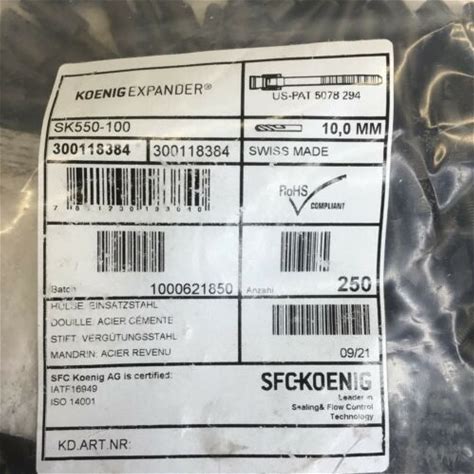 KOENIG EXPANDER®
US-PAT 5078 294
SK550-100
10,0 MM
300118384
300118384
SWISS MADE
RoHS
COMPLIANT
Batch
1000621850
Anzahl
250
HÜLSE: EINSATZSTAHL
DOUILLE: ACIER CÉMENTE
STIFT: VERGÜTUNGSTAHL
MANDRIN: ACIER REVENU
09/21
SFC Koenig AG is certified:
IATF16949
ISO 14001
SFC KOENIG
Leader in
Sealing& Flow Control
Technology
KD.ART.NR: